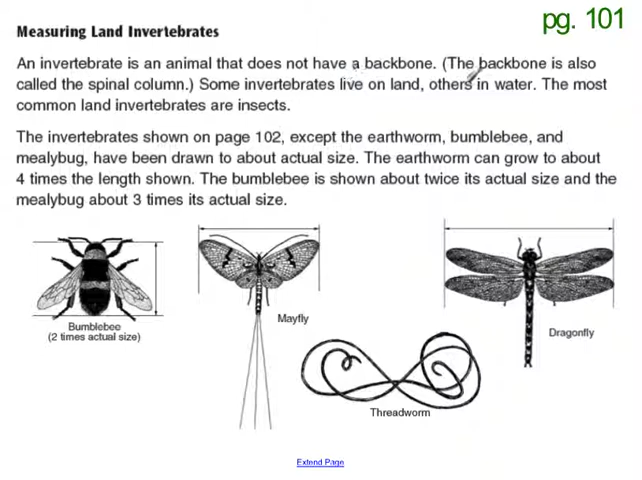 pg. 101
Measuring Land Invertebrates
An invertebrate is an animal that does not have a backbone. (The backbone is also
called the spinal column.) Some invertebrates live on land, others in water. The most
common land invertebrates are insects.
The invertebrates shown on page 102, except the earthworm, bumblebee, and
mealybug, have been drawn to about actual size. The earthworm can grow to about
4 times the length shown. The bumblebee is shown about twice its actual size and the
mealybug about 3 times its actual size.
Bumblebee
(2 times actual size)
Mayfly
Dragonfly
Threadworm
Extend Page